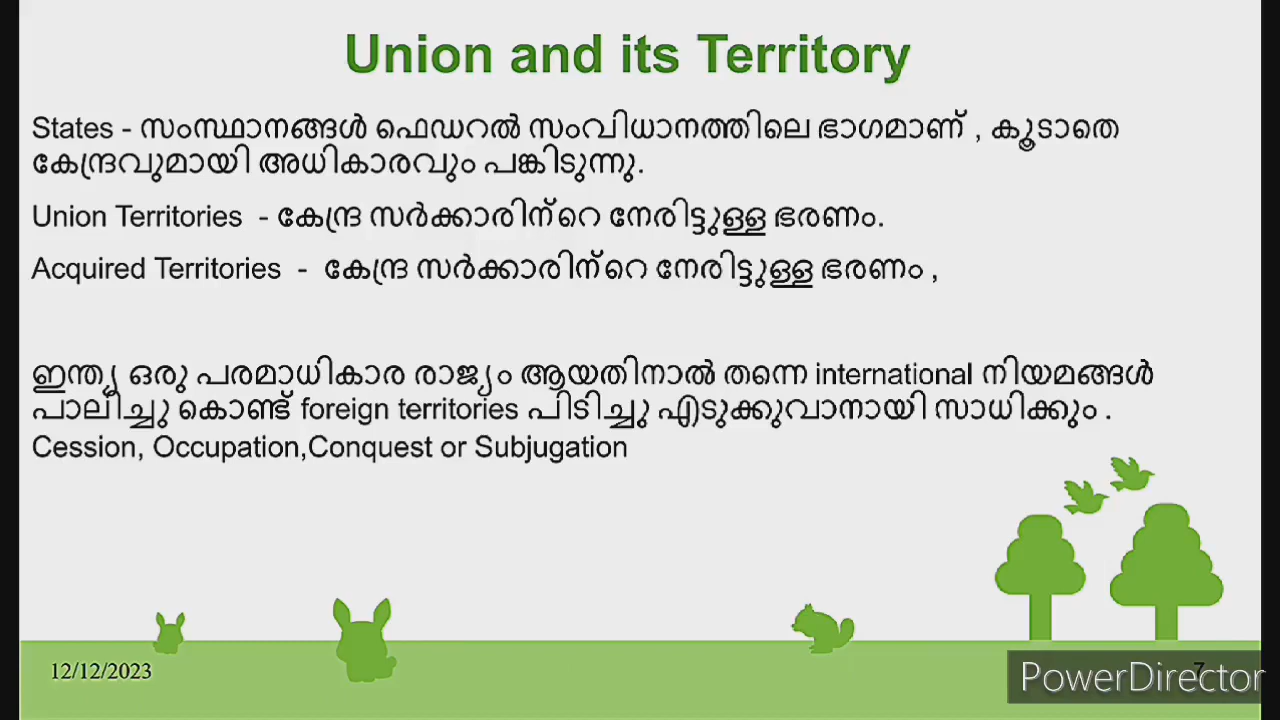 Union and its Territory
States - സംസ്ഥാനങ്ങൾ ഫെഡറൽ സംവിധാനത്തിലെ ഭാഗമാണ് , കൂടാതെ
കേന്ദ്രവുമായി അധികാരവും പങ്കിടുന്നു.
Union Territories - കേന്ദ്ര സർക്കാരിന്റെ നേരിട്ടുള്ള ഭരണം.
Acquired Territories - കേന്ദ്ര സർക്കാരിന്റെ നേരിട്ടുള്ള ഭരണം ,
ഇന്ത്യ ഒരു പരമാധികാര രാജ്യം ആയതിനാൽ തന്നെ international നിയമങ്ങൾ
പാലിച്ചു കൊണ്ട് foreign territories പിടിച്ചു എടുക്കുവാനായി സാധിക്കും .
Cession, Occupation,Conquest or Subjugation
12/12/2023
7
PowerDirector